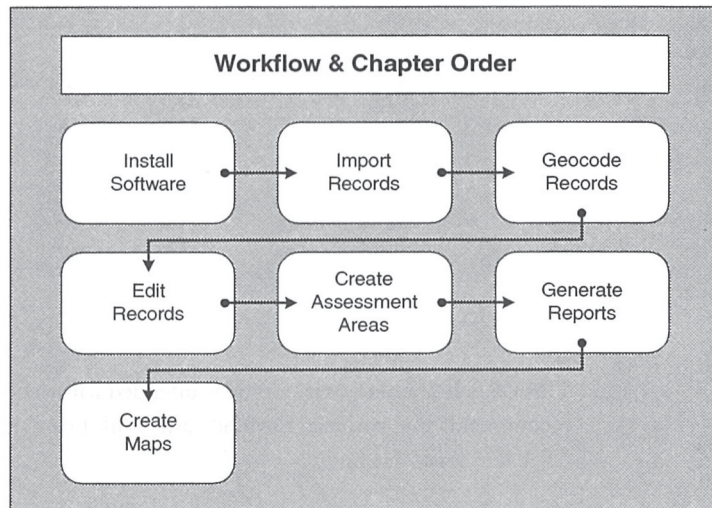 Workflow & Chapter Order
Install
Software
Import
Records
Geocode
Records
Edit
Records
Create
Assessment
Areas
Generate
Reports
Create
Maps